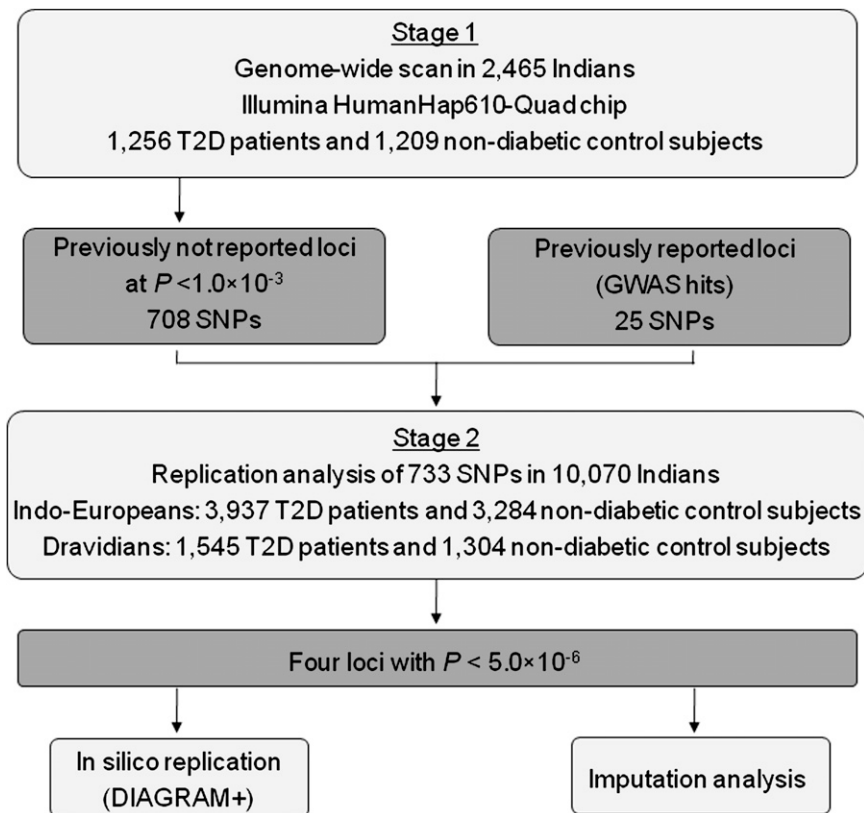 Stage 1
Genome-wide scan in 2,465 Indians
Illumina HumanHap610-Quad chip
1,256 T2D patients and 1,209 non-diabetic control subjects
Previously not reported loci
at P <1.0×10⁻³
708 SNPs
Previously reported loci
(GWAS hits)
25 SNPs
Stage 2
Replication analysis of 733 SNPs in 10,070 Indians
Indo-Europeans: 3,937 T2D patients and 3,284 non-diabetic control subjects
Dravidians: 1,545 T2D patients and 1,304 non-diabetic control subjects
Four loci with P < 5.0×10⁻⁶
In silico replication
(DIAGRAM+)
Imputation analysis